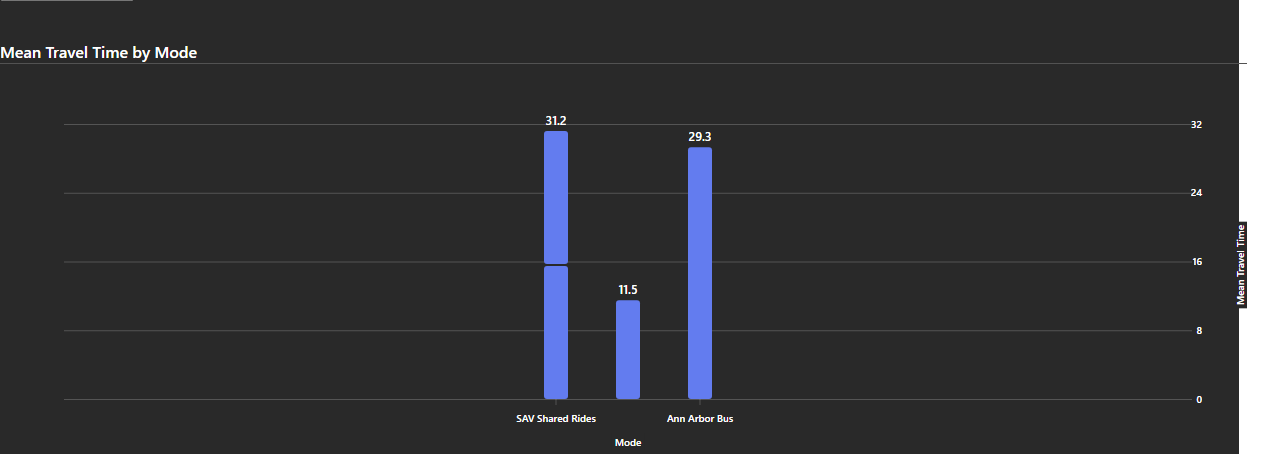 Mean Travel Time by Mode
31.2
29.3
11.5
32
24
16
8
0
Mean Travel Time
SAV Shared Rides
Ann Arbor Bus
Mode